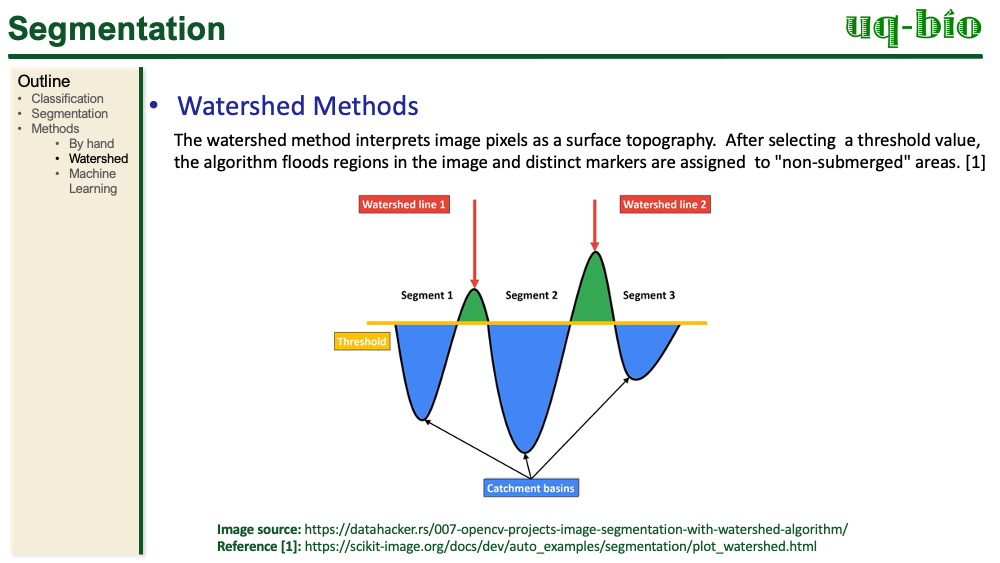 Segmentation
uq-bio
Outline
• Classification
• Segmentation
• Methods
• By hand
• Watershed
• Machine
Learning
• Watershed Methods
The watershed method interprets image pixels as a surface topography. After selecting a threshold value,
the algorithm floods regions in the image and distinct markers are assigned to "non-submerged" areas. [1]
Watershed line 1
Watershed line 2
Segment 1
Segment 2
Segment 3
Threshold
Catchment basins
Image source: https://datahacker.rs/007-opencv-projects-image-segmentation-with-watershed-algorithm/
Reference [1]: https://scikit-image.org/docs/dev/auto_examples/segmentation/plot_watershed.html